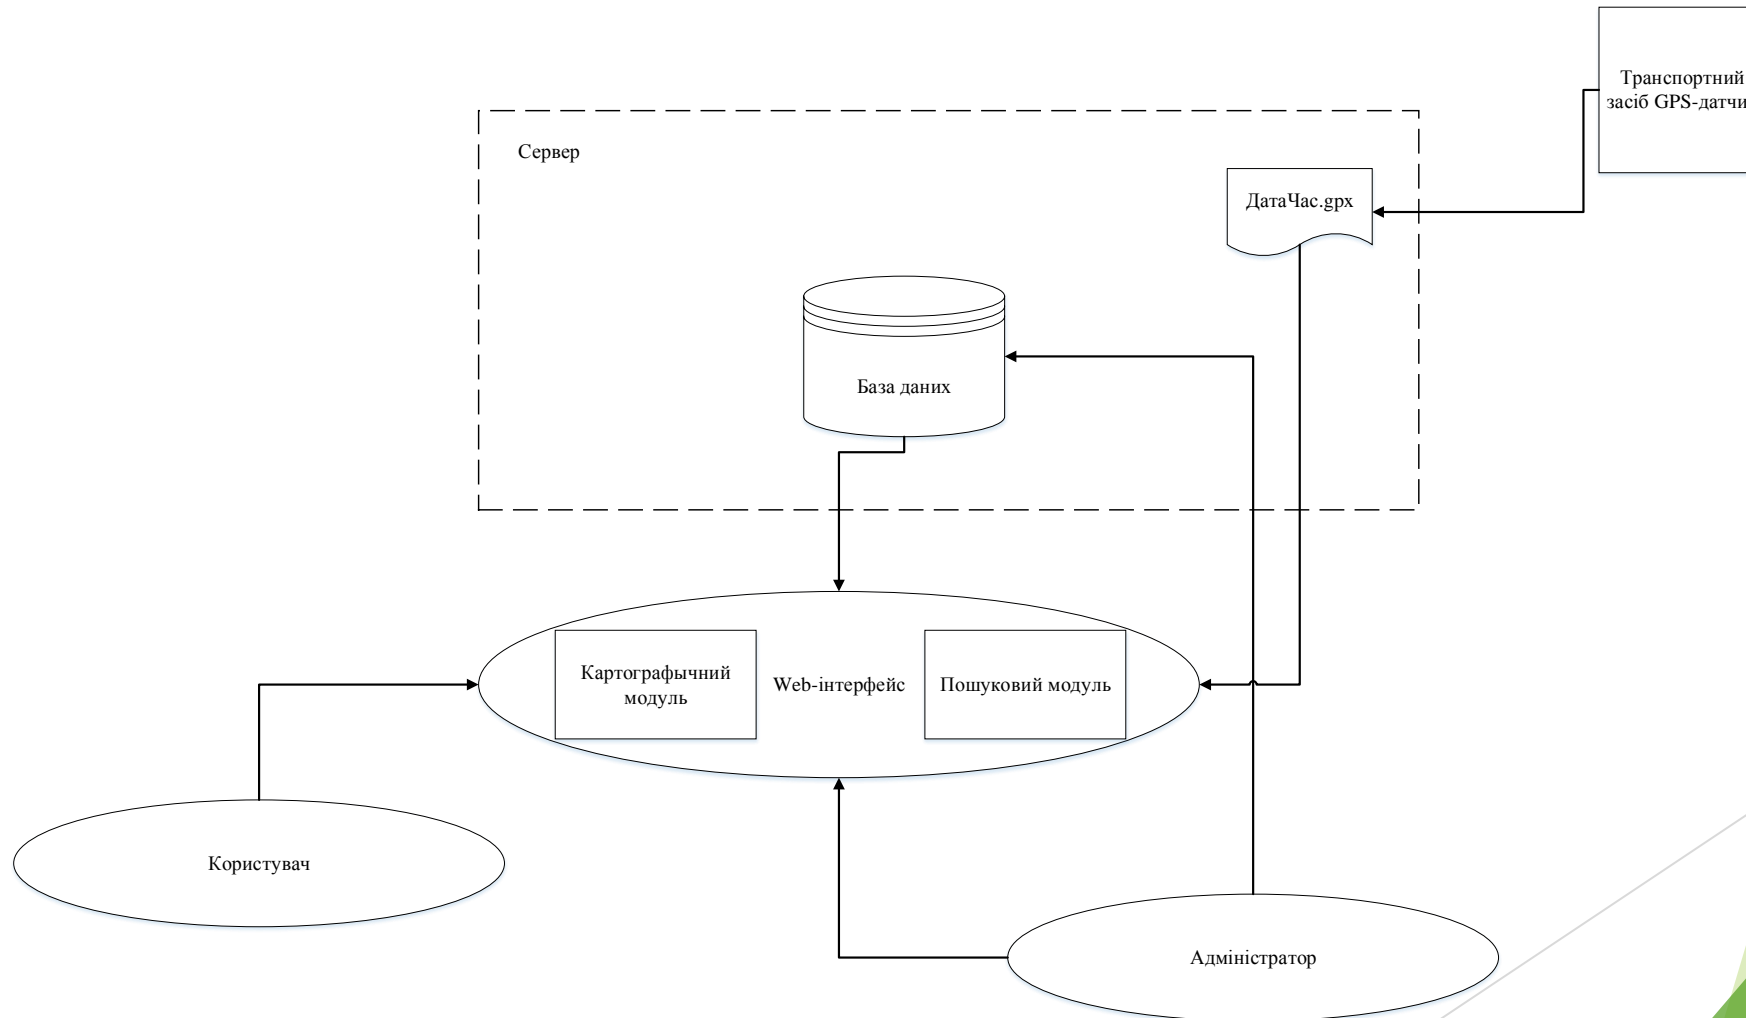 Транспортний
засіб GPS-датчи
Сервер
ДатаЧас.gpx
База даних
Картографычний
модуль
Web-інтерфейс
Пошуковий модуль
Користувач
Адміністратор